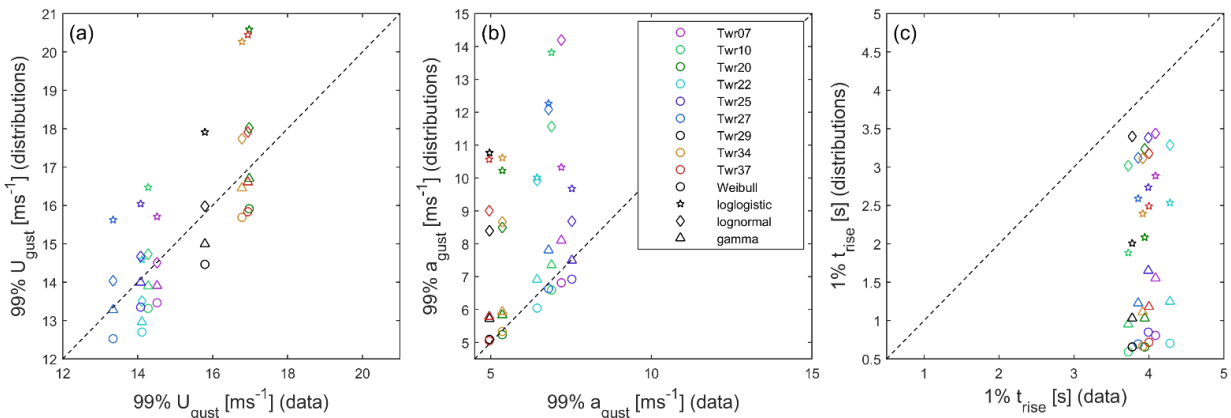 (a)
21
20
19
18
17
16
15
14
13
12
12
14
16
18
20
99% U_gust [ms^-1] (distributions)
99% U_gust [ms^-1] (data)
(b)
15
14
13
12
11
10
9
8
7
6
5
5
10
15
99% a_gust [ms^-1] (distributions)
99% a_gust [ms^-1] (data)
Twr07
Twr10
Twr20
Twr22
Twr25
Twr27
Twr29
Twr34
Twr37
Weibull
loglogistic
lognormal
gamma
(c)
5
4.5
4
3.5
3
2.5
2
1.5
1
0.5
1
2
3
4
5
1% t_rise [s] (distributions)
1% t_rise [s] (data)